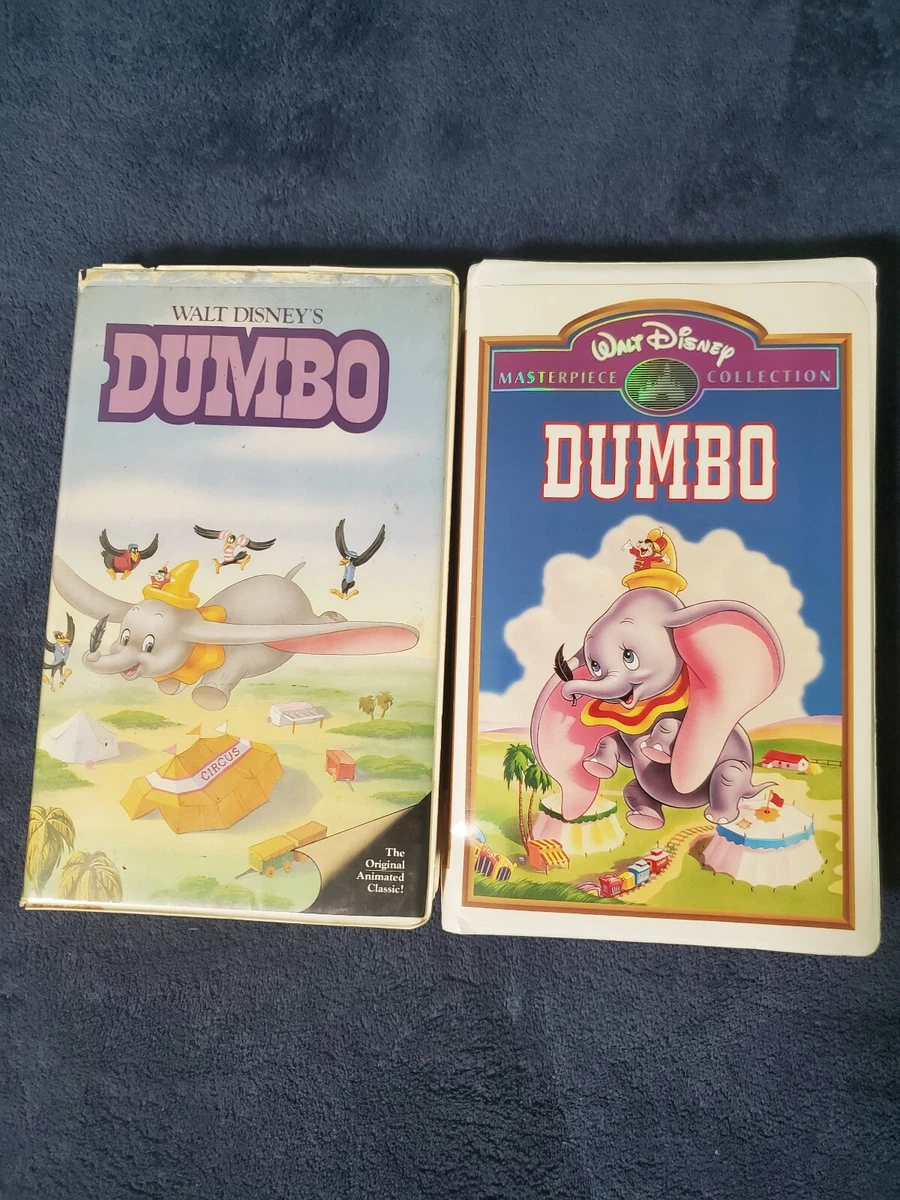 WALT DISNEY'S
DUMBO
CIRCUS
The
Original
Animated
Classic!
Walt Disney
MASTERPIECE COLLECTION
DUMBO